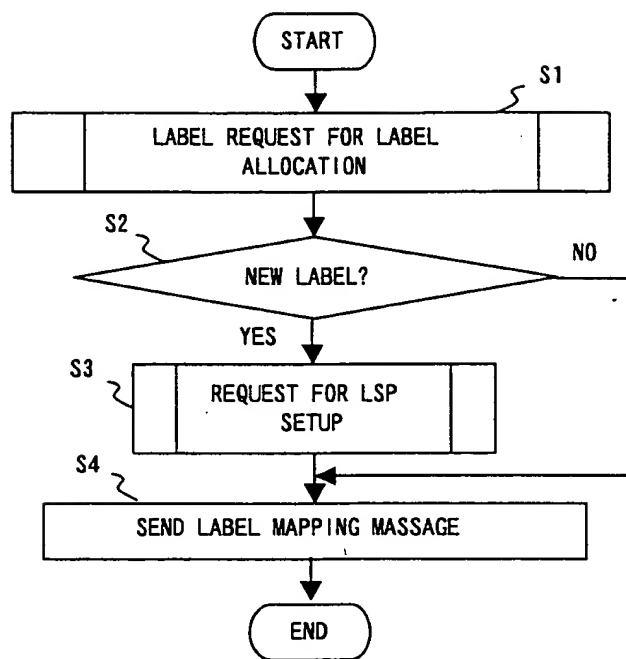 START
S1
LABEL REQUEST FOR LABEL
ALLOCATION
S2
NEW LABEL?
NO
YES
S3
REQUEST FOR LSP
SETUP
S4
SEND LABEL MAPPING MASSAGE
END